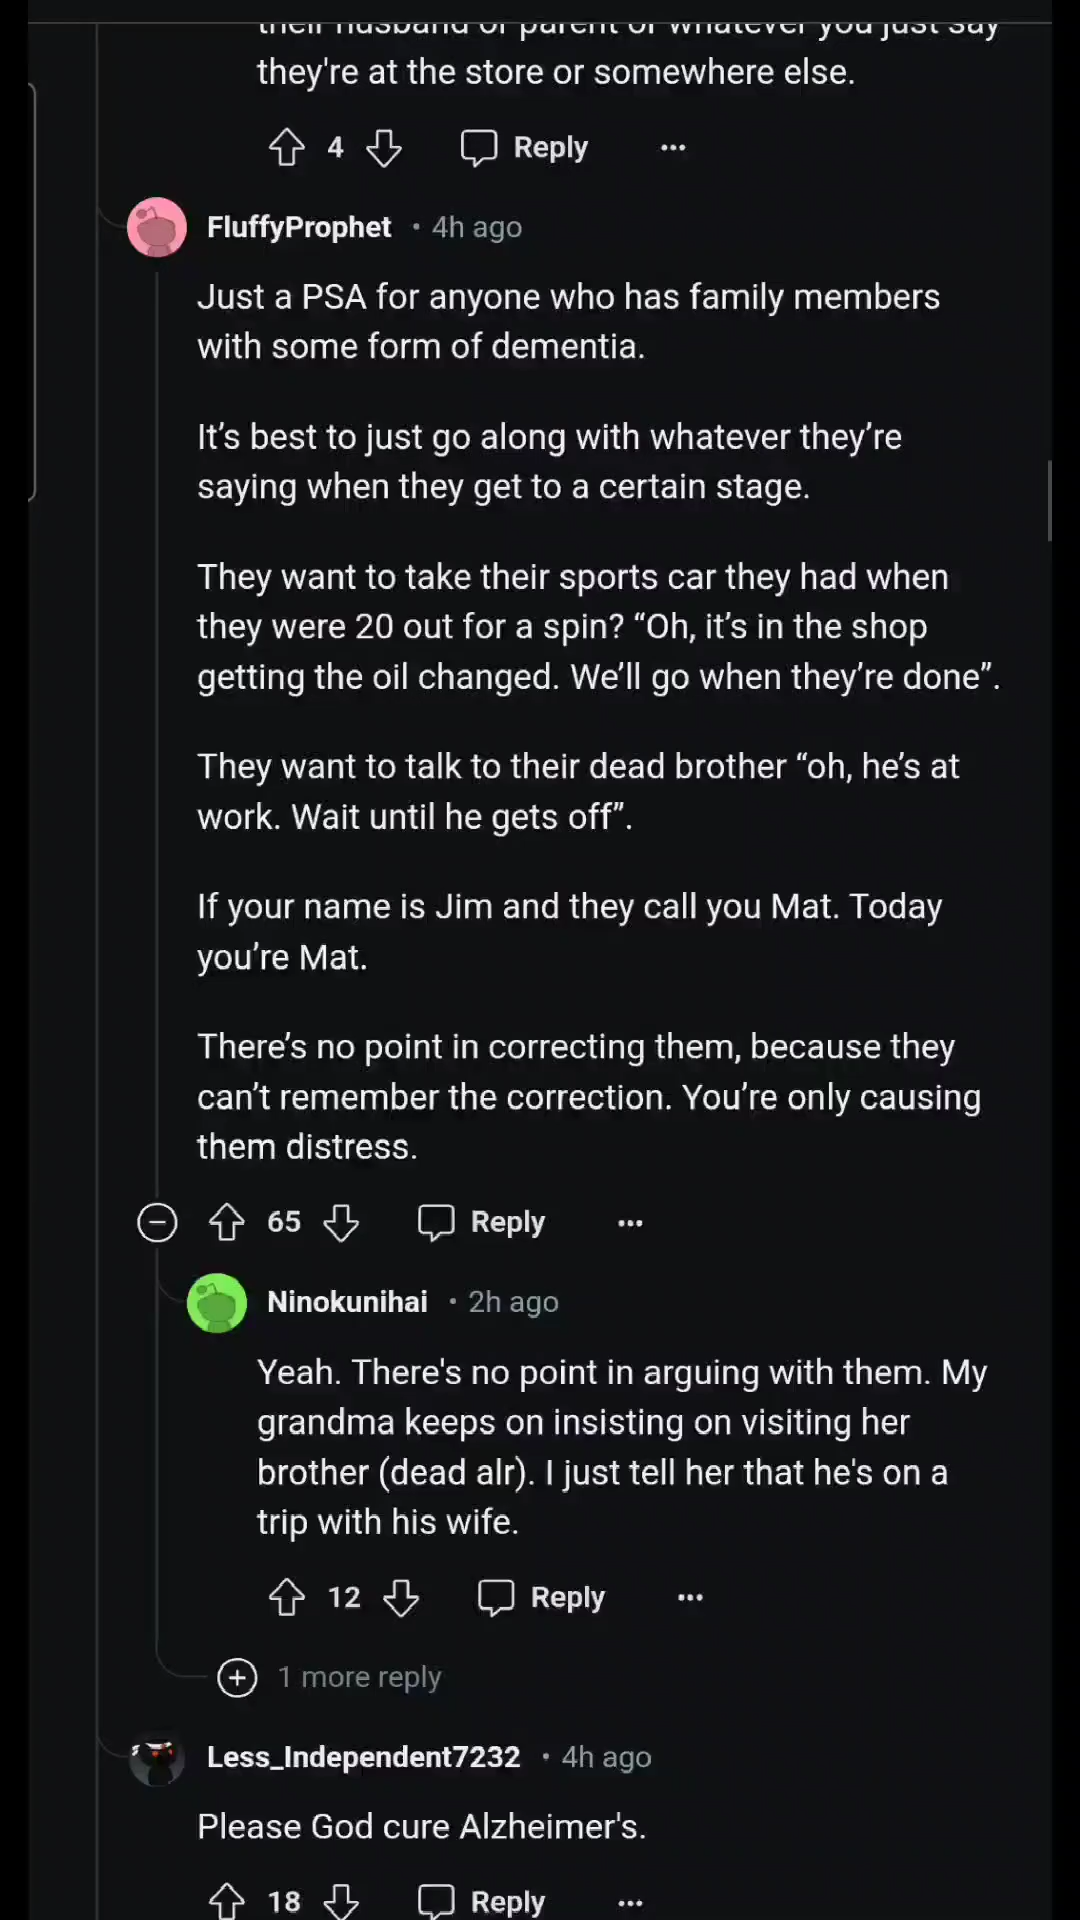 their husband or parent or whatever you just say
they're at the store or somewhere else.
4
Reply
FluffyProphet • 4h ago
Just a PSA for anyone who has family members
with some form of dementia.
It’s best to just go along with whatever they’re
saying when they get to a certain stage.
They want to take their sports car they had when
they were 20 out for a spin? “Oh, it’s in the shop
getting the oil changed. We’ll go when they’re done”.
They want to talk to their dead brother “oh, he’s at
work. Wait until he gets off”.
If your name is Jim and they call you Mat. Today
you’re Mat.
There’s no point in correcting them, because they
can’t remember the correction. You’re only causing
them distress.
65
Reply
Ninokunihai • 2h ago
Yeah. There's no point in arguing with them. My
grandma keeps on insisting on visiting her
brother (dead alr). I just tell her that he's on a
trip with his wife.
12
Reply
1 more reply
Less_Independent7232 • 4h ago
Please God cure Alzheimer's.
18
Reply